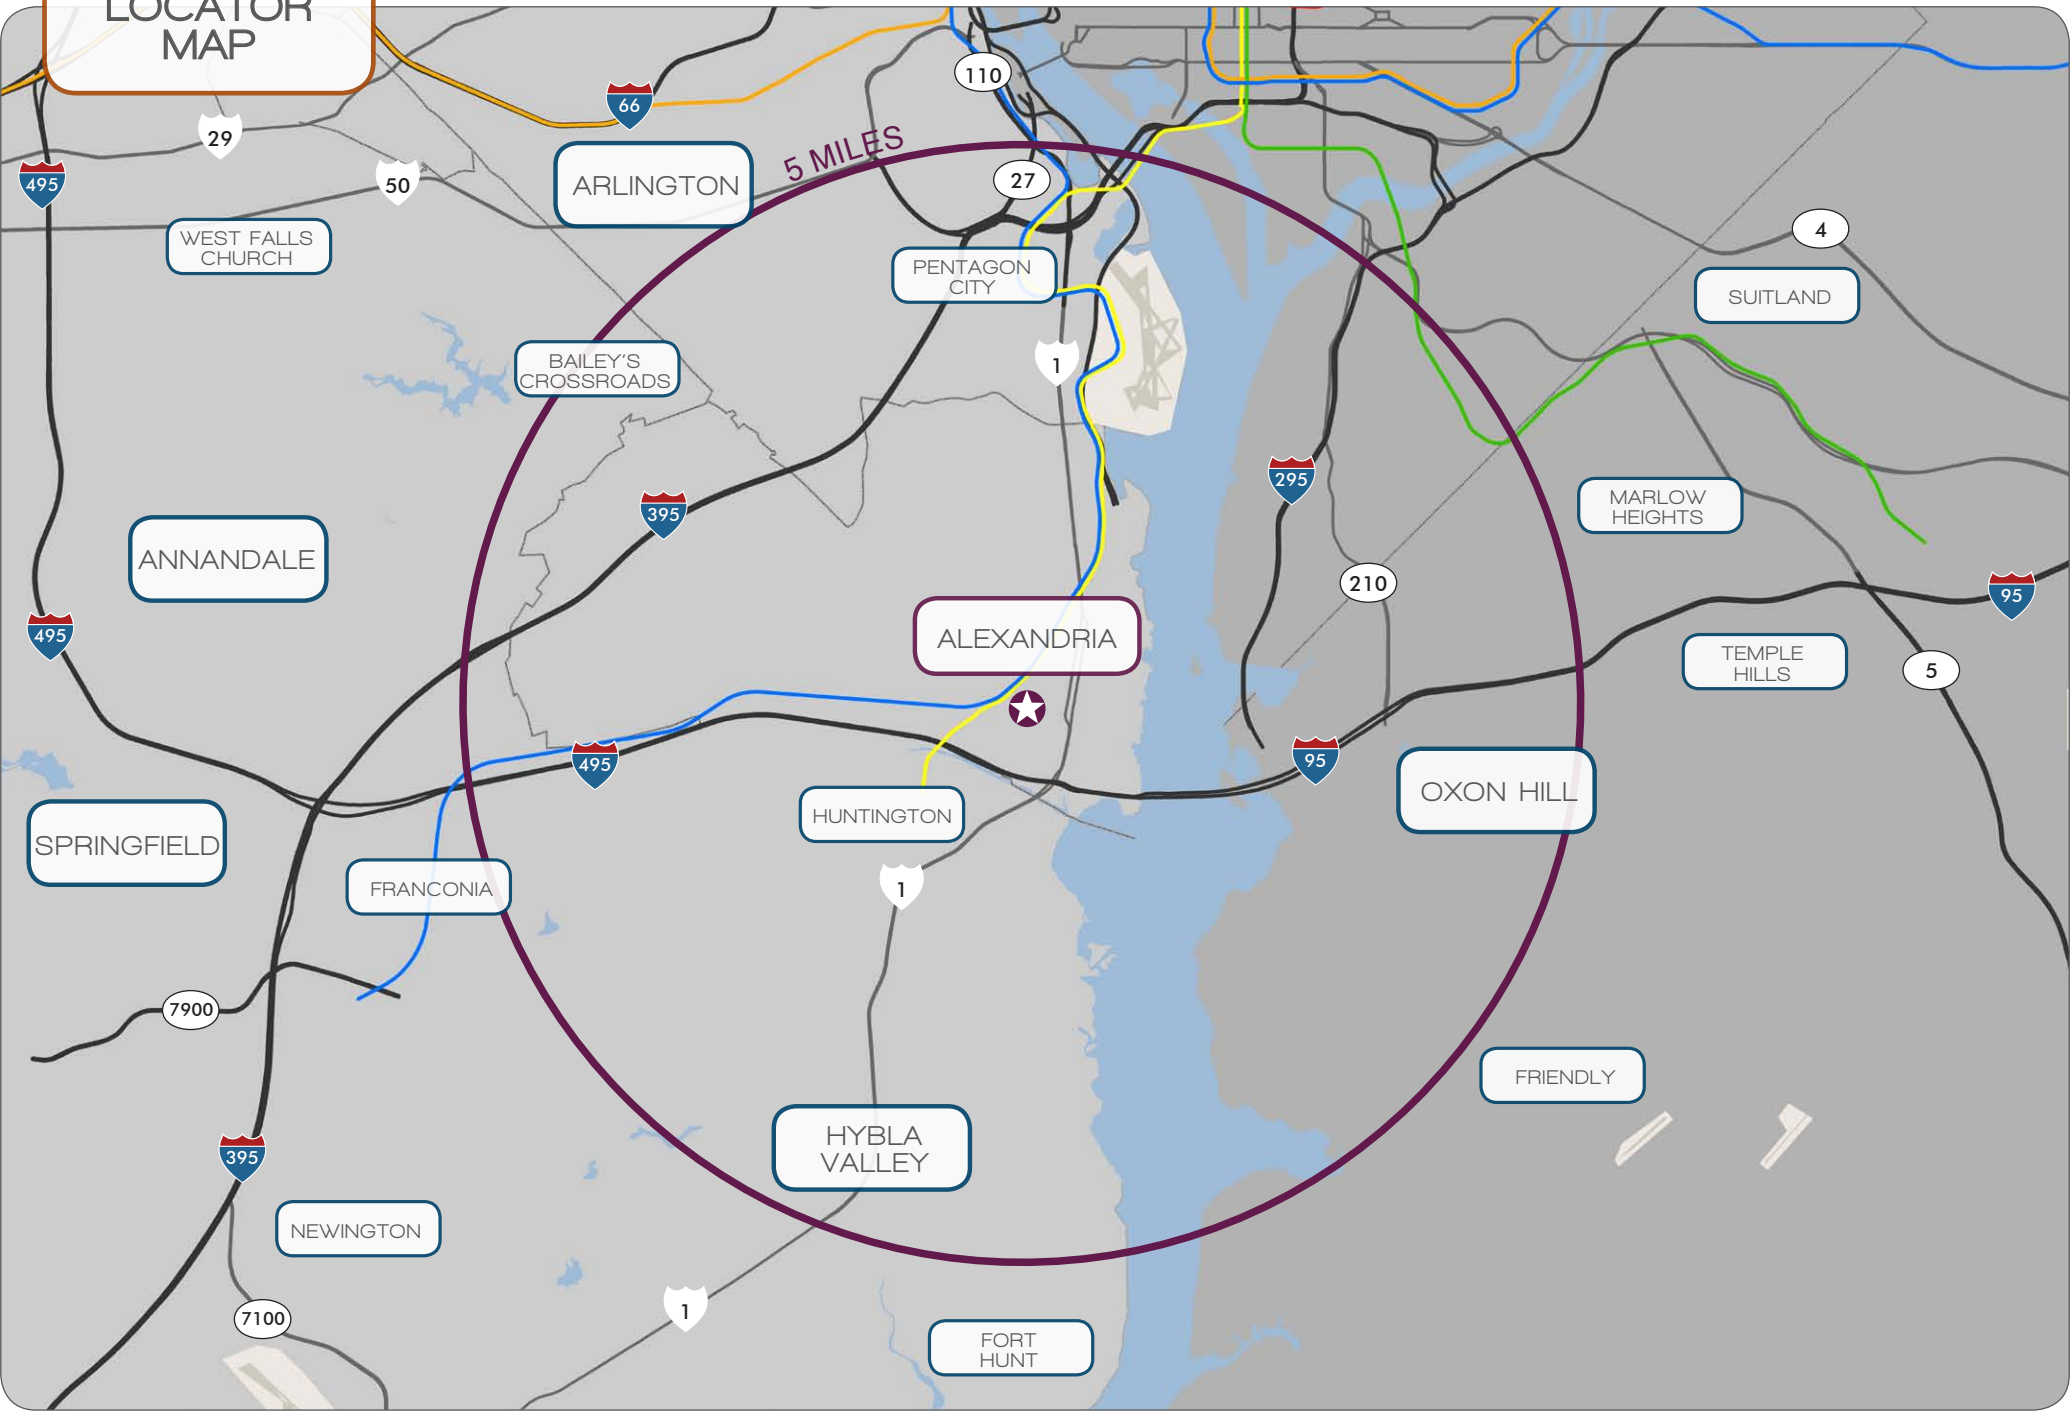 LOCATOR
MAP
110
66
29
5 MILES
495
50
ARLINGTON
27
WEST FALLS
CHURCH
4
PENTAGON
CITY
SUITLAND
BAILEY'S
CROSSROADS
1
295
395
MARLOW
HEIGHTS
ANNANDALE
210
95
495
ALEXANDRIA
TEMPLE
HILLS
5
495
95
OXON HILL
HUNTINGTON
SPRINGFIELD
FRANCONIA
1
7900
FRIENDLY
HYBLA
VALLEY
395
NEWINGTON
1
7100
FORT
HUNT